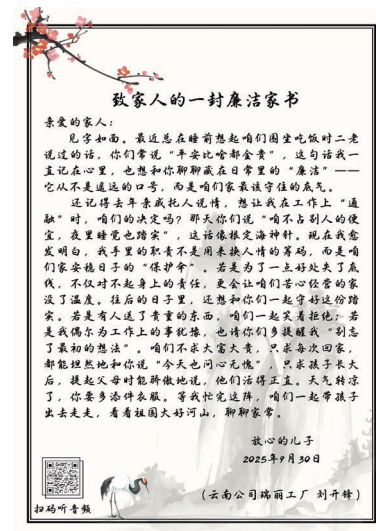 致家人的一封廉洁家书
亲爱的家人：
见字如面。最近总在睡前想起咱们围坐吃饭时二老
说过的话，你们常说“平安比啥都金贵”，这句话我一
直记在心里，也想和你聊聊藏在日常里的“廉洁”——
它从不是遥远的口号，而是咱们家最该守住的底气。
还记得去年亲戚托人说情，想让我在工作上“通
融”时，咱们的决定吗？那天你们说“咱不占别人的便
宜，夜里睡觉也踏实”，这话像根定海神针。现在我愈
发明白，我手里的职责不是用来换人情的筹码，而是咱
们家安稳日子的“保护伞”。若是为了一点好处失了底
线，不仅对不起身上的责任，更会让咱们苦心经营的家
没了温度。往后的日子里，还想和你们一起守好这份踏
实。若是有人送了贵重的东西，咱们一起笑着拒绝；若
是我偶尔为工作上的事犹豫，也请你们多提醒我“别忘
了最初的想法”。咱们不求大富大贵，只求每次回家，
都能坦然地和你说“今天也问心无愧”，只求孩子长大
后，提起父母时能骄傲地说，他们活得正直。天气转凉
了，你要多添件衣服。等我忙完这阵，咱们一起带孩子
出去走走，看看祖国大好河山，聊聊家常。
放心的儿子
2025年9月30日
扫码听音频
（云南公司瑞丽工厂 刘开锋）